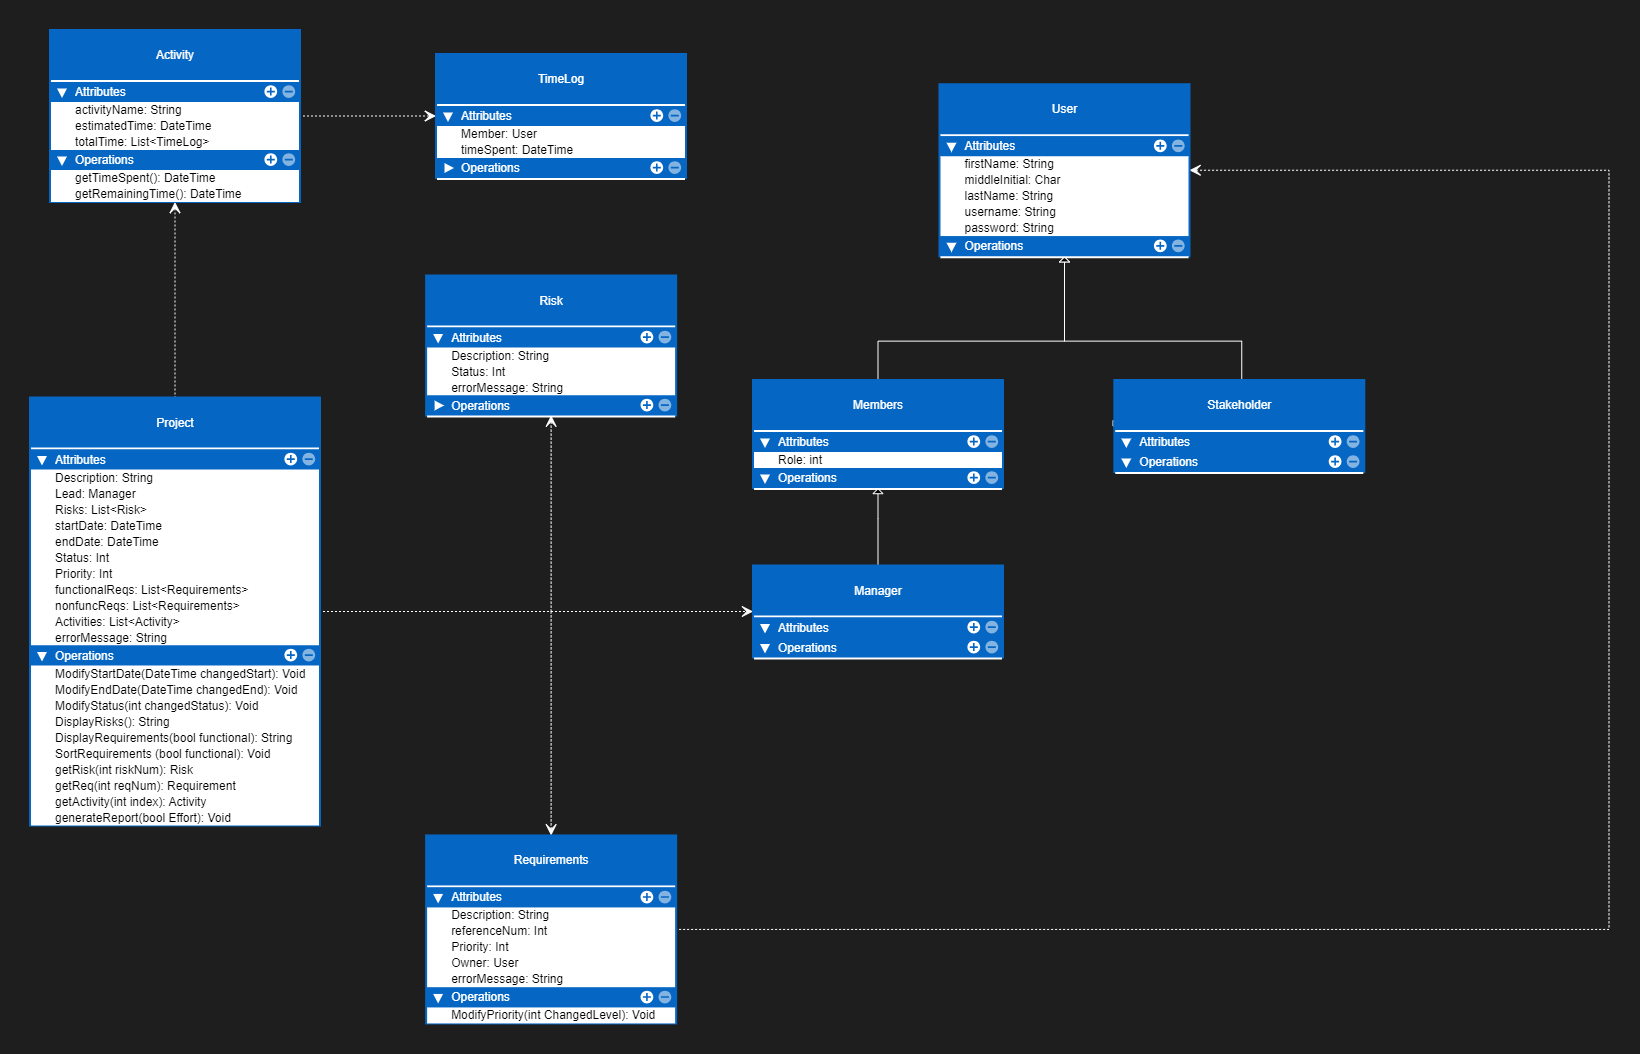 Activity
Attributes
activityName: String
estimatedTime: DateTime
totalTime: List<TimeLog>
Operations
getTimeSpent(): DateTime
getRemainingTime(): DateTime
TimeLog
Attributes
Member: User
timeSpent: DateTime
Operations
User
Attributes
firstName: String
middleInitial: Char
lastName: String
username: String
password: String
Operations
Risk
Attributes
Description: String
Status: Int
errorMessage: String
Operations
Members
Attributes
Role: int
Operations
Stakeholder
Attributes
Operations
Project
Attributes
Description: String
Lead: Manager
Risks: List<Risk>
startDate: DateTime
endDate: DateTime
Status: Int
Priority: Int
functionalReqs: List<Requirements>
nonfuncReqs: List<Requirements>
Activities: List<Activity>
errorMessage: String
Operations
ModifyStartDate(DateTime changedStart): Void
ModifyEndDate(DateTime changedEnd): Void
ModifyStatus(int changedStatus): Void
DisplayRisks(): String
DisplayRequirements(bool functional): String
SortRequirements (bool functional): Void
getRisk(int riskNum): Risk
getReq(int reqNum): Requirement
getActivity(int index): Activity
generateReport(bool Effort): Void
Manager
Attributes
Operations
Requirements
Attributes
Description: String
referenceNum: Int
Priority: Int
Owner: User
errorMessage: String
Operations
ModifyPriority(int ChangedLevel): Void